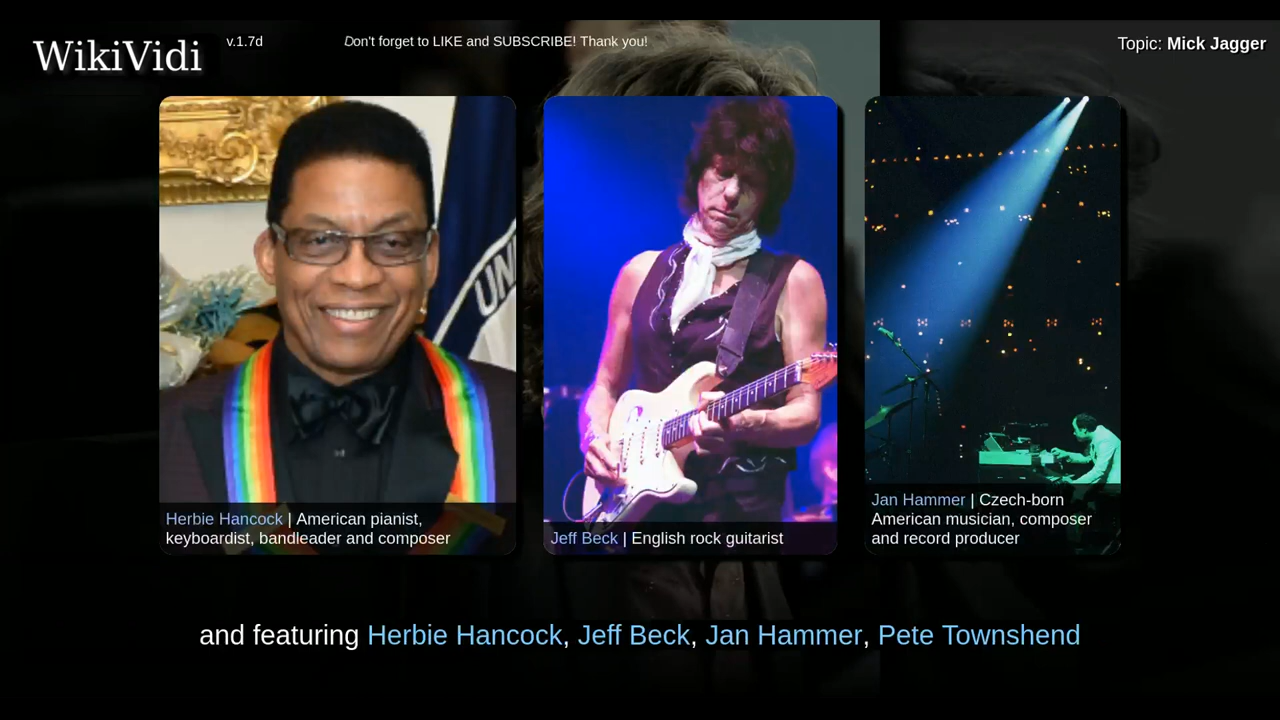 WikiVidi
v.1.7d
Don't forget to LIKE and SUBSCRIBE! Thank you!
Topic: Mick Jagger
UN
Herbie Hancock | American pianist,
keyboardist, bandleader and composer
Jeff Beck | English rock guitarist
Jan Hammer | Czech-born
American musician, composer
and record producer
and featuring Herbie Hancock, Jeff Beck, Jan Hammer, Pete Townshend